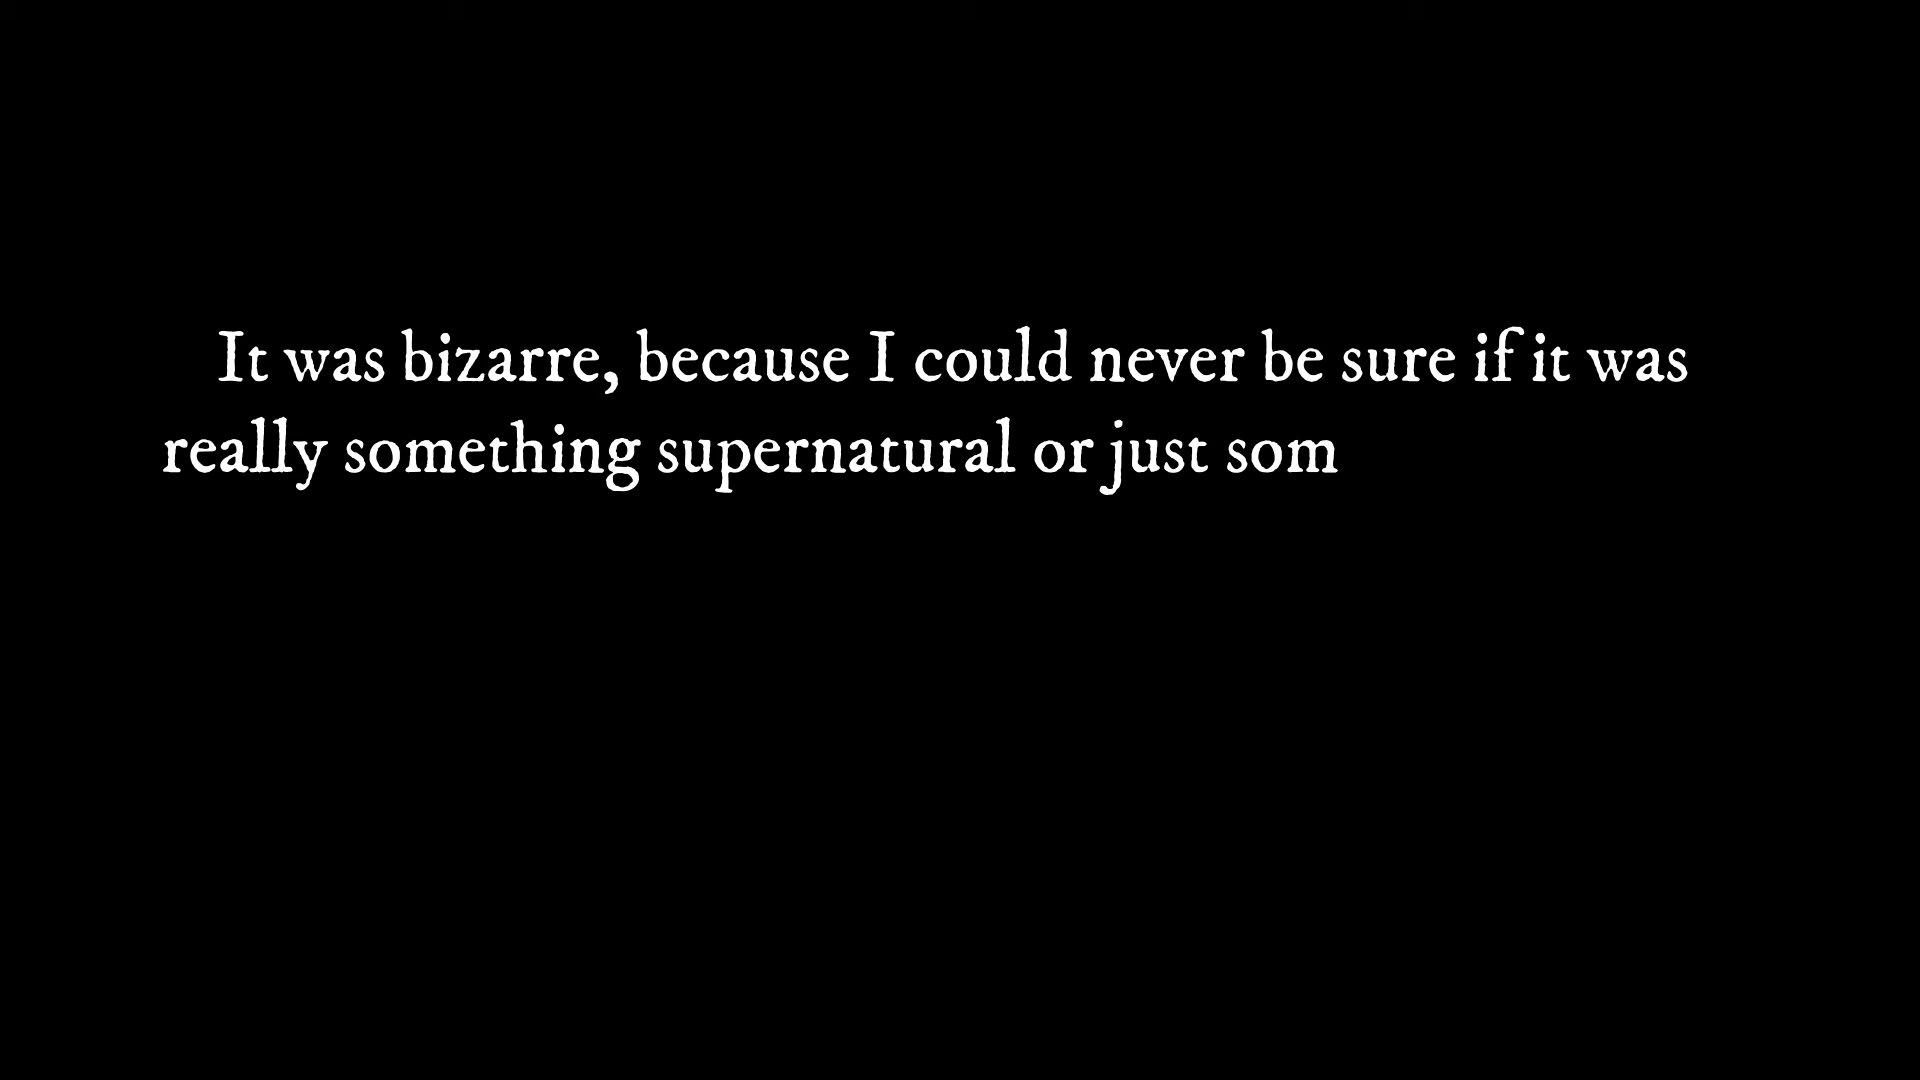 It was bizarre, because I could never be sure if it was
really something supernatural or just som